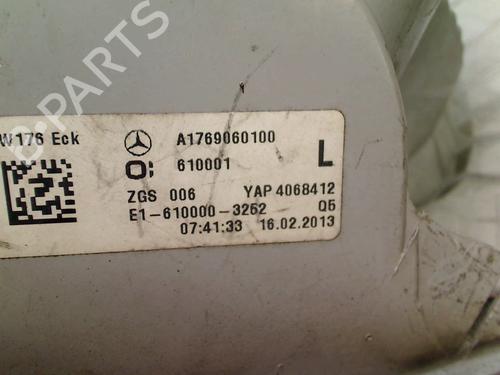 B-PARTS
W176 Eck
A1769060100
O: 610001 L
ZGS 006 YAP 4068412
E1-610000-3252 Q5
07:41:33 16.02.2013